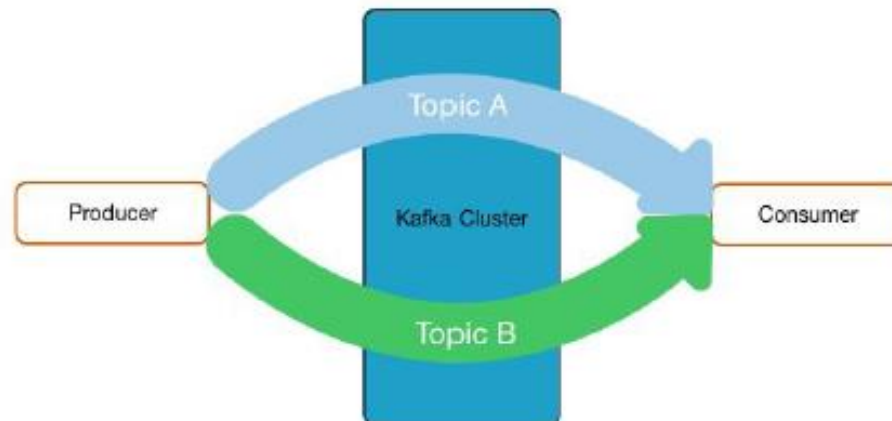 Topic A
Producer
Kafka Cluster
Consumer
Topic B